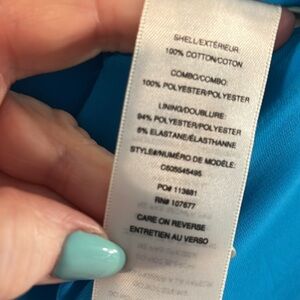 SHELL/EXTÉRIEUR
100% COTTON/COTON
COMBO/COMBO:
100% POLYESTER/POLYESTER
LINING/DOUBLURE:
94% POLYESTER/POLYESTER
6% ELASTANE/ÉLASTHANNE
STYLE#/NUMÉRO DE MODÈLE:
C605545495
PO# 113681
RN# 107677
CARE ON REVERSE
ENTRETIEN AU VERSO